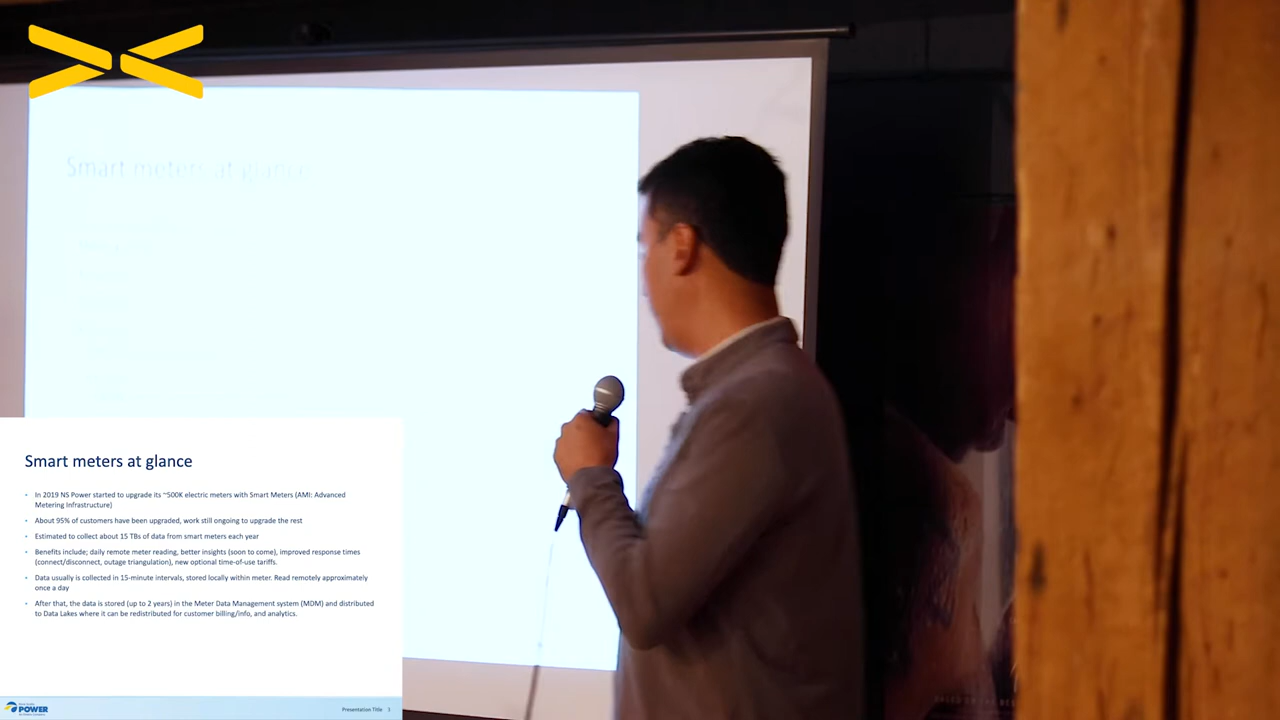 Smart meters at glance
Smart meters at glance
• In 2019 NS Power started to upgrade its ~500K electric meters with Smart Meters (AMI: Advanced
Metering Infrastructure)
• About 95% of customers have been upgraded, work still ongoing to upgrade the rest
• Estimated to collect about 15 TBs of data from smart meters each year
• Benefits include; daily remote meter reading, better insights (soon to come), improved response times
(connect/disconnect, outage triangulation), new optional time-of-use tariffs.
• Data usually is collected in 15-minute intervals, stored locally within meter. Read remotely approximately
once a day
• After that, the data is stored (up to 2 years) in the Meter Data Management system (MDM) and distributed
to Data Lakes where it can be redistributed for customer billing/info, and analytics.
POWER
Presentation Title 3